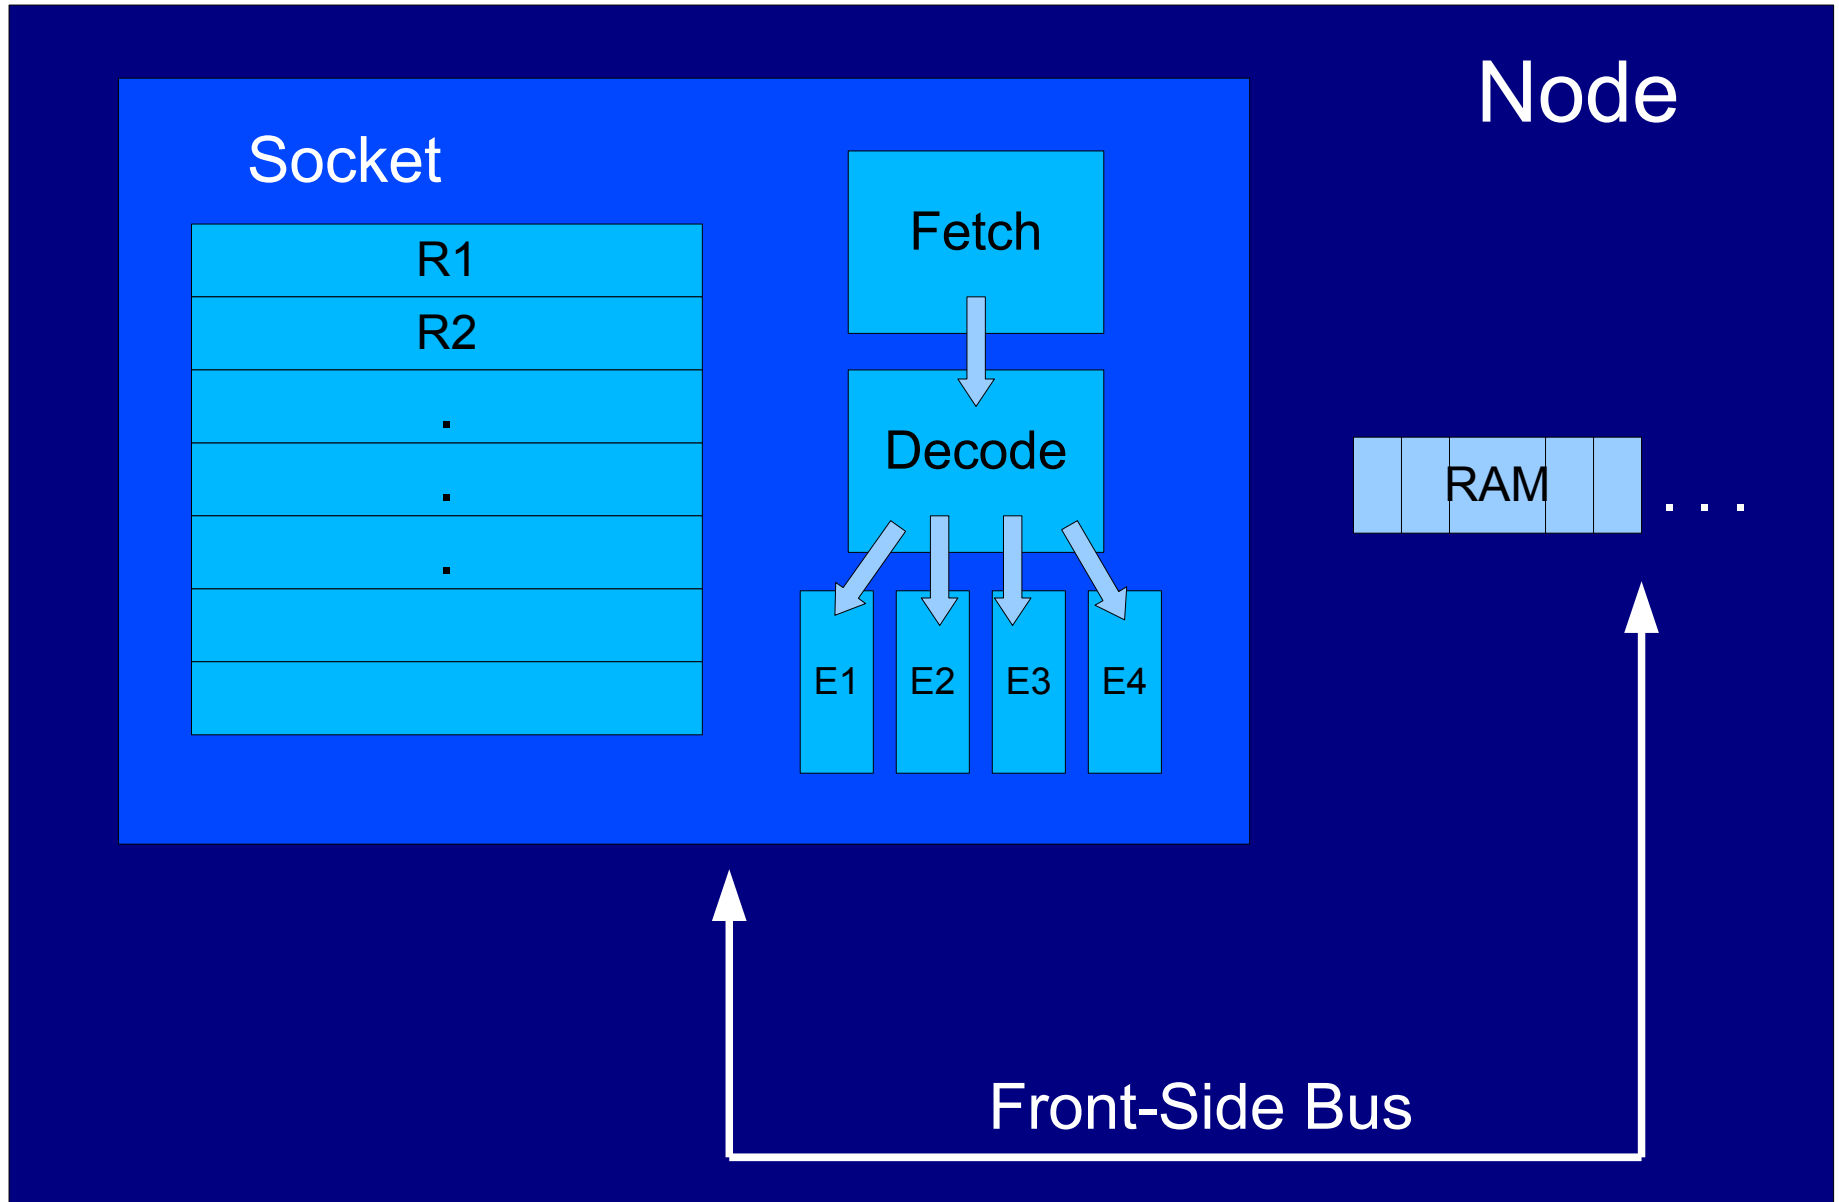 Node
Socket
R1
R2
.
.
.
Fetch
Decode
E1 E2 E3 E4
RAM . . .
Front-Side Bus